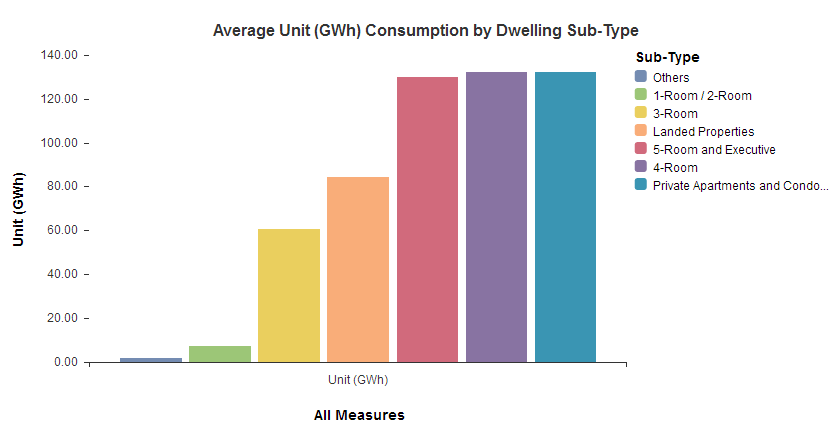 Average Unit (GWh) Consumption by Dwelling Sub-Type
Unit (GWh)
140.00
120.00
100.00
80.00
60.00
40.00
20.00
0.00
Unit (GWh)
All Measures
Sub-Type
Others
1-Room / 2-Room
3-Room
Landed Properties
5-Room and Executive
4-Room
Private Apartments and Condo...